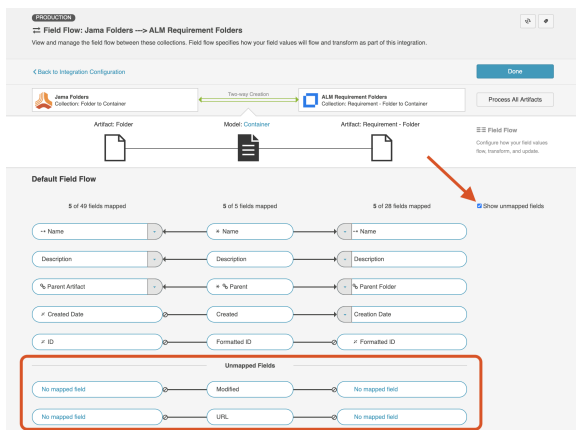 PRODUCTION
Field Flow: Jama Folders ---> ALM Requirement Folders
View and manage the field flow between these collections. Field flow specifies how your field values will flow and transform as part of this integration.
Back to Integration Configuration
Done
Jama Folders
Collection: Folder to Container
Two-way Creation
ALM Requirement Folders
Collection: Requirement - Folder to Container
Process All Artifacts
Artifact: Folder
Model: Container
Artifact: Requirement - Folder
Field Flow
Configure how your field values
flow, transform, and update.
Default Field Flow
5 of 49 fields mapped
5 of 5 fields mapped
5 of 28 fields mapped
Show unmapped fields
Name
Name
Name
Description
Description
Description
Parent Artifact
Parent
Parent Folder
Created Date
Created
Creation Date
ID
Formatted ID
Formatted ID
Unmapped Fields
No mapped field
Modified
No mapped field
No mapped field
URL
No mapped field